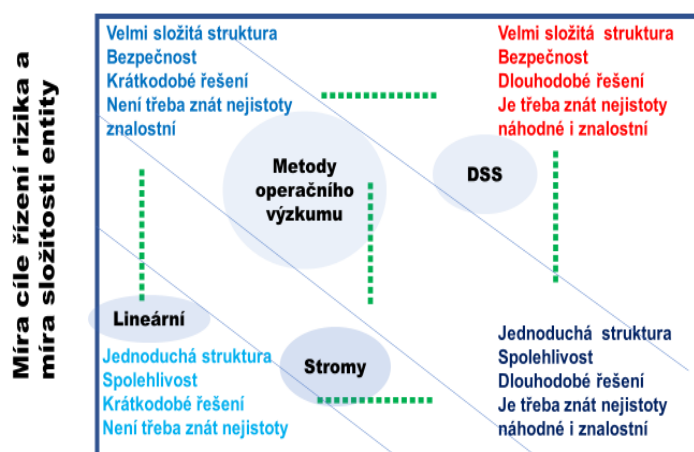 Míra cíle řízení rizika a
míra složitosti entity
Velmi složitá struktura
Bezpečnost
Krátkodobé řešení
Není třeba znát nejistoty
znalostní
Velmi složitá struktura
Bezpečnost
Dlouhodobé řešení
Je třeba znát nejistoty
náhodné i znalostní
Metody
operačního
výzkumu
DSS
Lineární
Stromy
Jednoduchá struktura
Spolehlivost
Krátkodobé řešení
Není třeba znát nejistoty
Jednoduchá struktura
Spolehlivost
Dlouhodobé řešení
Je třeba znát nejistoty
náhodné i znalostní